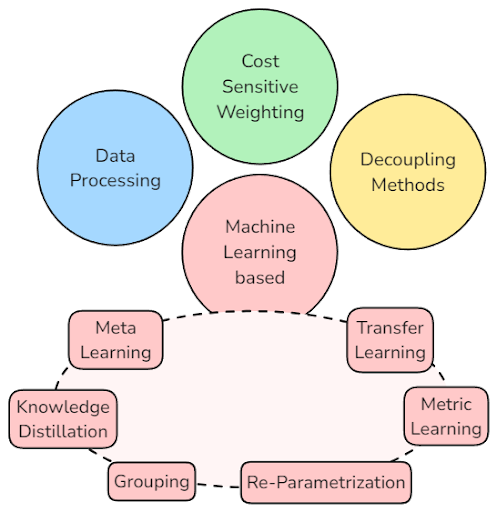 Cost
Sensitive
Weighting
Data
Processing
Decoupling
Methods
Machine
Learning
based
Meta
Learning
Transfer
Learning
Knowledge
Distillation
Metric
Learning
Grouping
Re-Parametrization